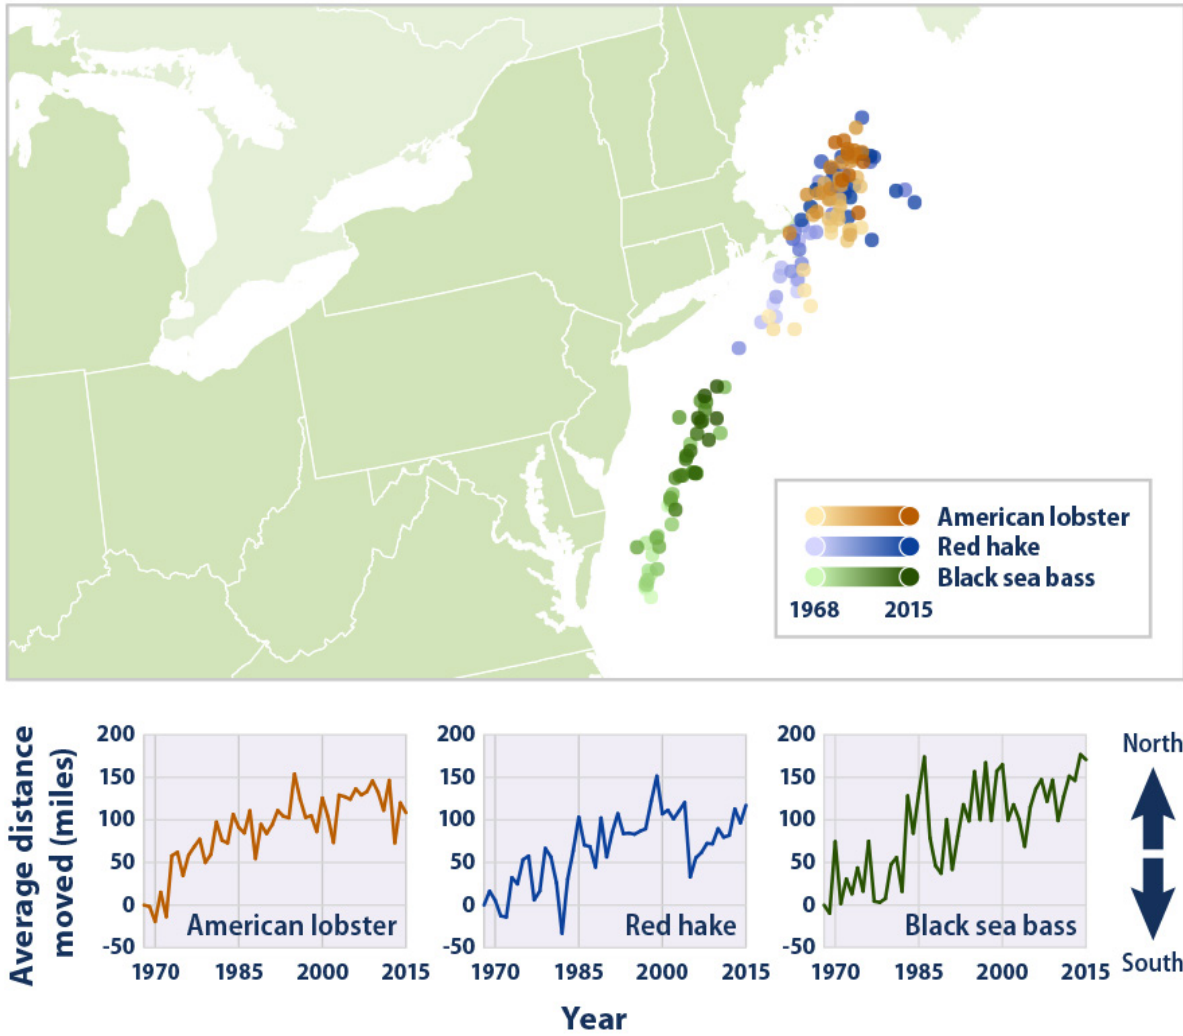 American lobster
Red hake
Black sea bass
1968 2015
Average distance
moved (miles)
200
150
100
50
0
-50
American lobster
1970 1985 2000 2015
200
150
100
50
0
-50
Red hake
1970 1985 2000 2015
200
150
100
50
0
-50
Black sea bass
1970 1985 2000 2015
North
South
Year